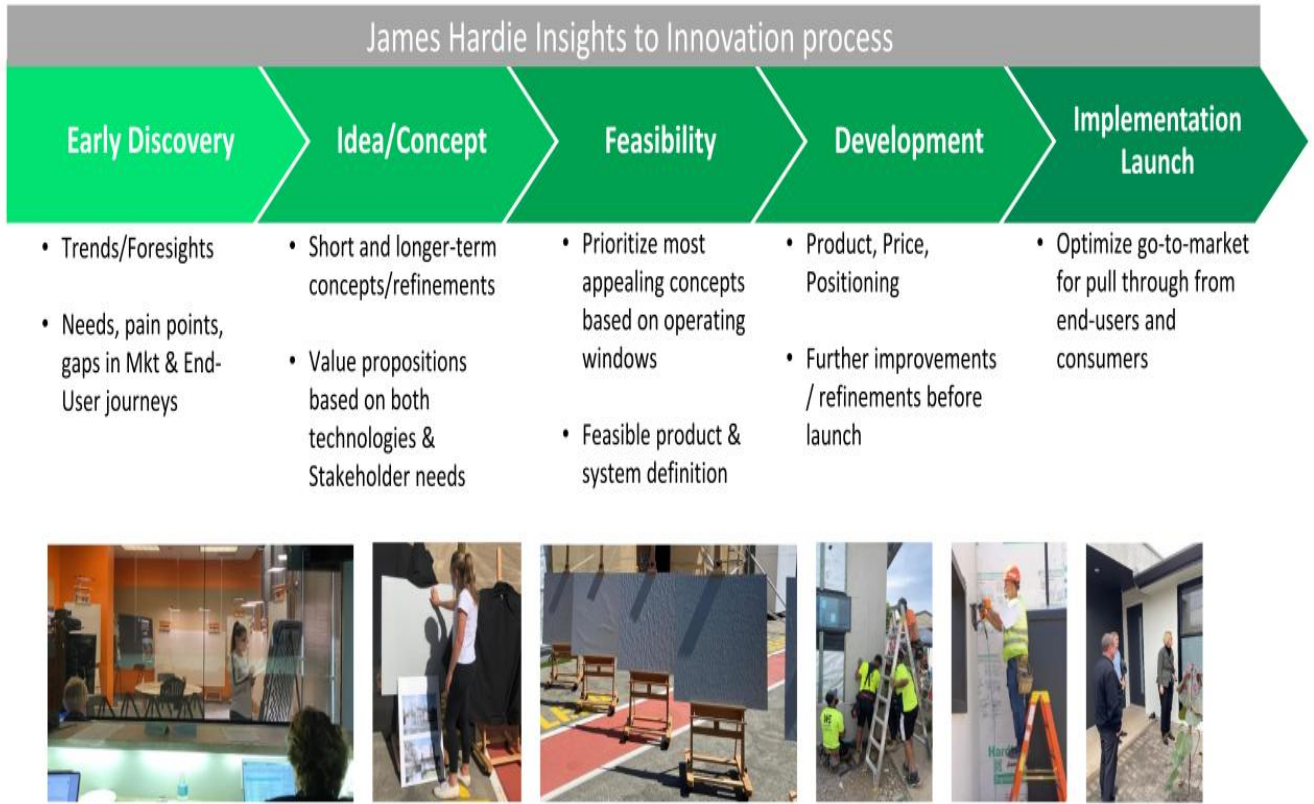 James Hardie Insights to Innovation process
Early Discovery
Idea/Concept
Feasibility
Development
Implementation
Launch
• Trends/Foresights
• Needs, pain points,
gaps in Mkt & End-
User journeys
• Short and longer-term
concepts/refinements
• Value propositions
based on both
technologies &
Stakeholder needs
• Prioritize most
appealing concepts
based on operating
windows
• Feasible product &
system definition
• Product, Price,
Positioning
• Further improvements
/ refinements before
launch
• Optimize go-to-market
for pull through from
end-users and
consumers